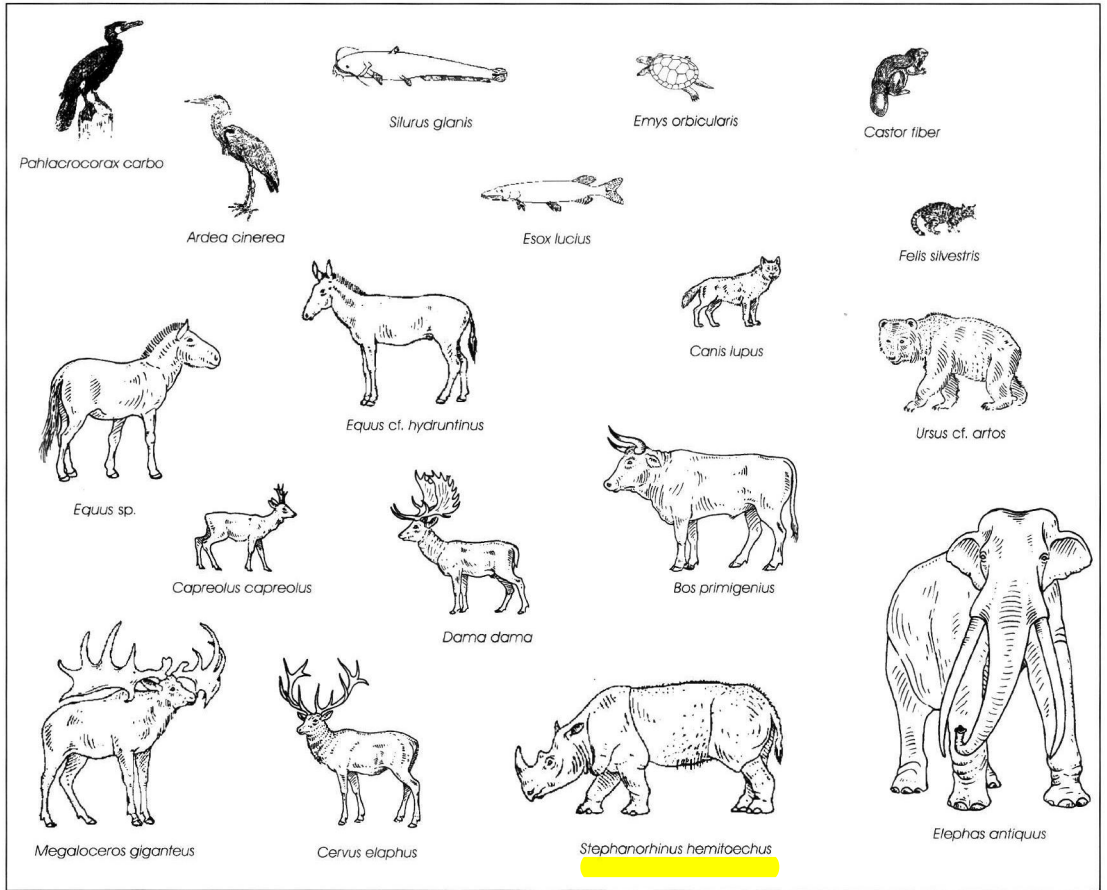 Silurus glanis
Emys orbicularis
Castor fiber
Pahlacrocorax carbo
Ardea cinerea
Esox lucius
Felis silvestris
Canis lupus
Equus cf. hydruntinus
Ursus cf. artos
Equus sp.
Capreolus capreolus
Bos primigenius
Dama dama
Elephas antiquus
Megaloceros giganteus
Cervus elaphus
Stephanorhinus hemitoechus